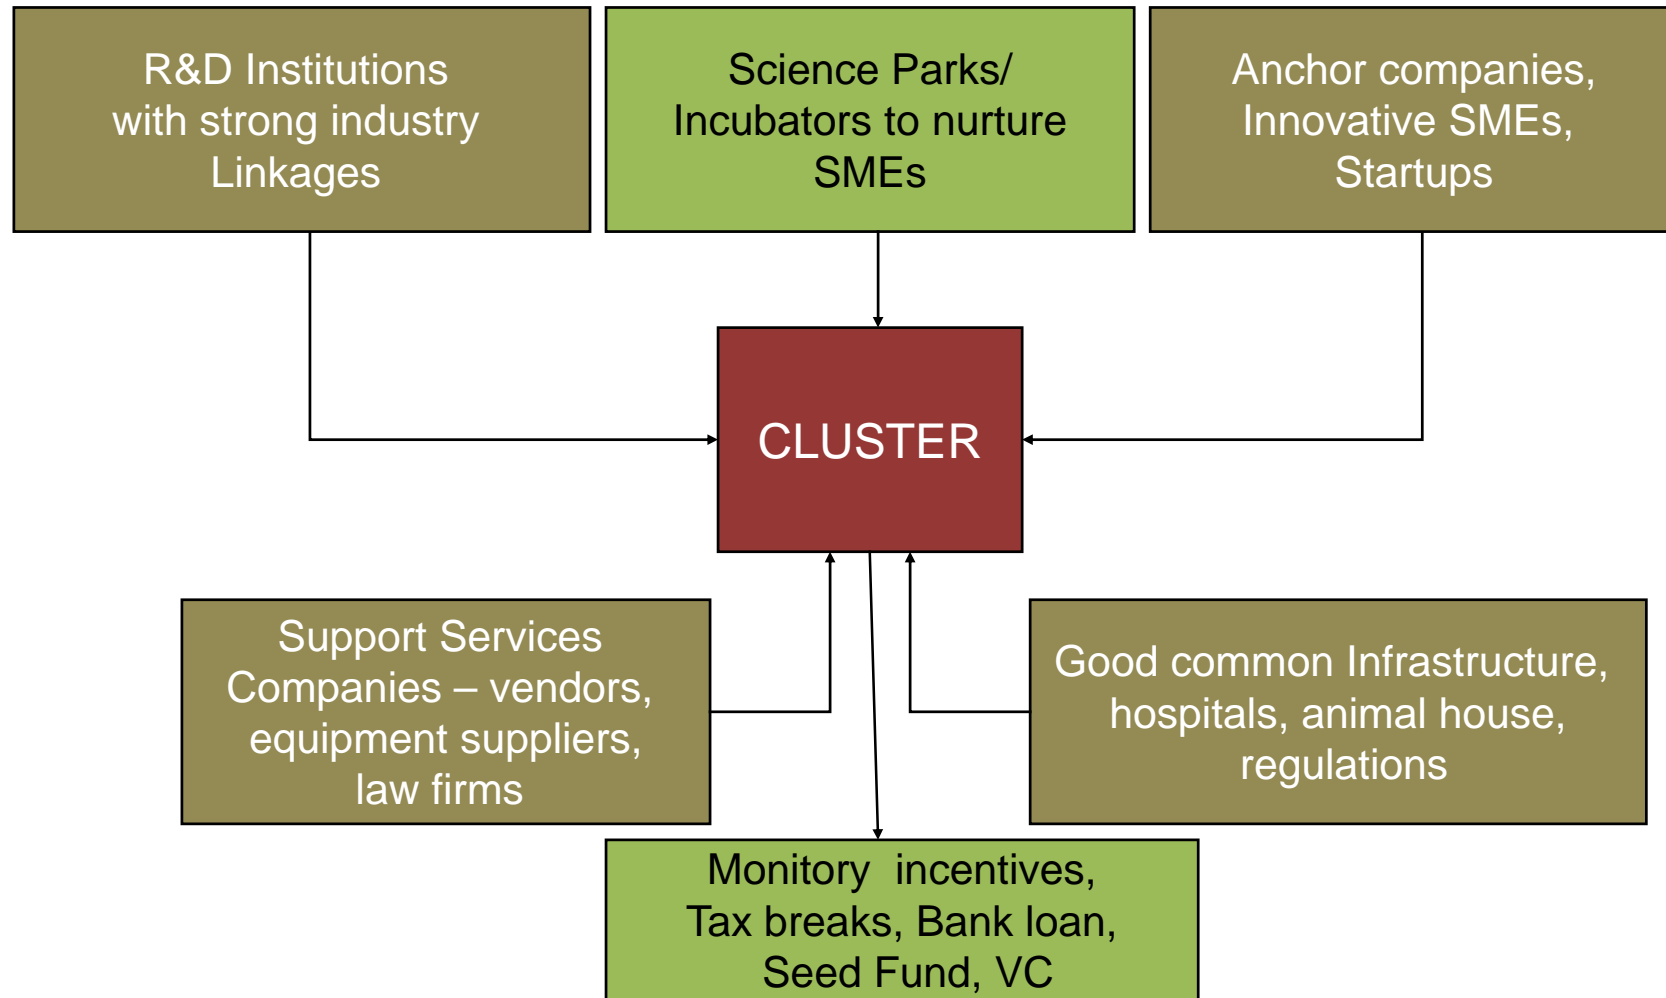 R&D Institutions
with strong industry
Linkages
Science Parks/
Incubators to nurture
SMEs
Anchor companies,
Innovative SMEs,
Startups
CLUSTER
Support Services
Companies – vendors,
equipment suppliers,
law firms
Good common Infrastructure,
hospitals, animal house,
regulations
Monitory  incentives,
Tax breaks, Bank loan,
Seed Fund, VC